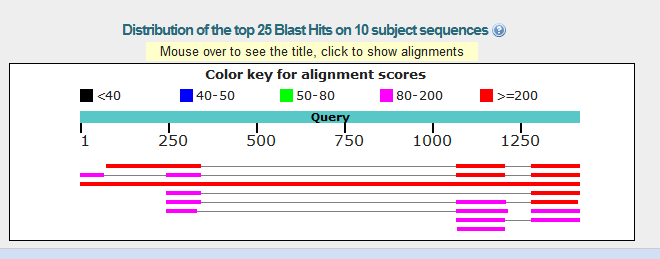 Distribution of the top 25 Blast Hits on 10 subject sequences
Mouse over to see the title, click to show alignments
Color key for alignment scores
<40 40-50 50-80 80-200 >=200
Query
1 250 500 750 1000 1250